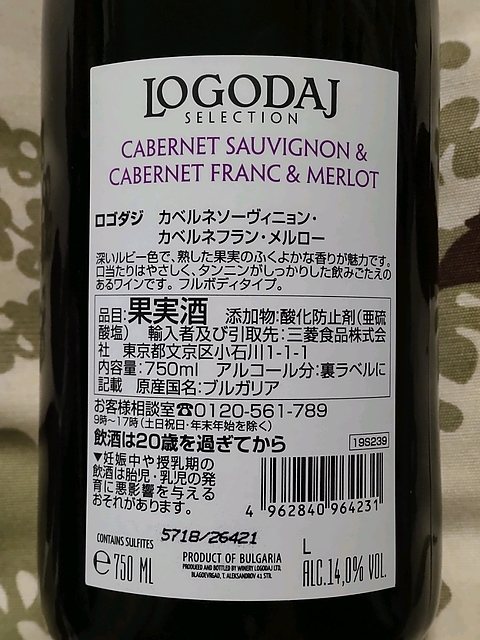 LOGODAJ
SELECTION
CABERNET SAUVIGNON &
CABERNET FRANC & MERLOT
ロゴダジ カベルネソーヴィニョン・
カベルネフラン・メルロー
深いルビー色で、熟した果実のふくよかな香りが魅力です。
口当たりはやさしく、タンニンがしっかりした飲みごたえの
あるワインです。フルボディタイプ。
品目:果実酒 添加物:酸化防止剤(亜硫
酸塩) 輸入者及び引取先:三菱食品株式会
社 東京都文京区小石川1-1-1
内容量:750ml アルコール分:裏ラベルに
記載 原産国名:ブルガリア
お客様相談室☎0120-561-789
9時~17時(土日祝日・年末年始を除く)
飲酒は20歳を過ぎてから
19S239
▼妊娠中や授乳期の
飲酒は胎児・乳児の発
育に悪影響を与える
おそれがあります。
4 962840 964231
5718/26421
CONTAINS SULFITES
℮ 750 ML
PRODUCT OF BULGARIA
PRODUCED AND BOTTLED BY WINERY LOGODAJ LTD.
BLAGOEVGRAD, T. ALEKSANDROV 41 STR.
L
ALC.14,0% VOL.